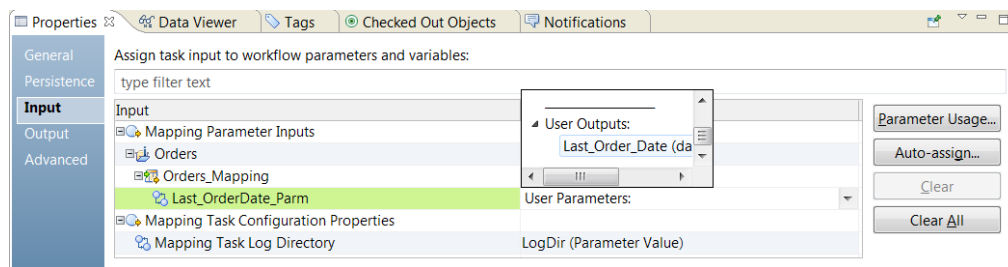 Properties
Data Viewer
Tags
Checked Out Objects
Notifications
General
Persistence
Input
Output
Advanced
Assign task input to workflow parameters and variables:
type filter text
Input
Mapping Parameter Inputs
Orders
Orders_Mapping
Last_OrderDate_Parm
User Parameters:
Mapping Task Configuration Properties
Mapping Task Log Directory
LogDir (Parameter Value)
User Outputs:
Last_Order_Date (da
Parameter Usage...
Auto-assign...
Clear
Clear All